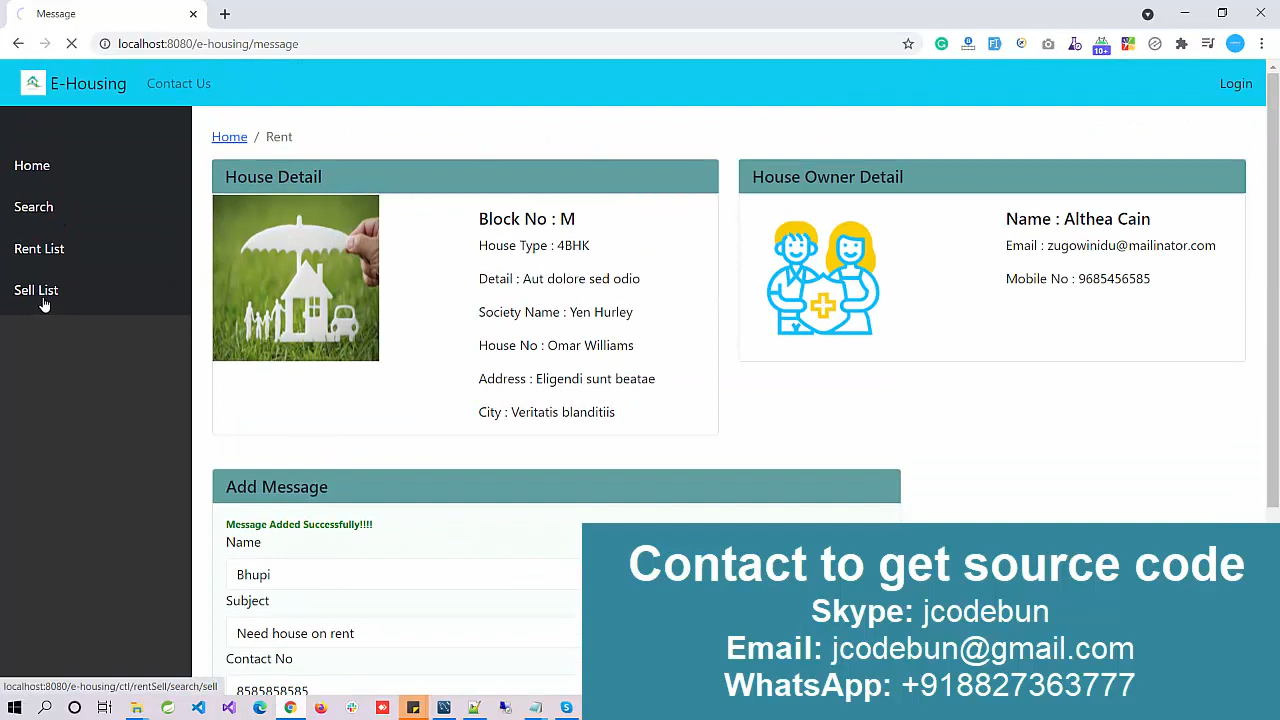 Message
localhost:8080/e-housing/message
10+
E-Housing
Contact Us
Login
Home
Search
Rent List
Sell List
Home / Rent
House Detail
Block No : M
House Type : 4BHK
Detail : Aut dolore sed odio
Society Name : Yen Hurley
House No : Omar Williams
Address : Eligendi sunt beatae
City : Veritatis blanditiis
House Owner Detail
Name : Althea Cain
Email : zugowinidu@mailinator.com
Mobile No : 9685456585
Add Message
Message Added Successfully!!!!
Name
Bhupi
Subject
Need house on rent
Contact No
8585858585
Contact to get source code
Skype: jcodebun
Email: jcodebun@gmail.com
WhatsApp: +918827363777
localhost:8080/e-housing/ctl/rentSell/search/sell